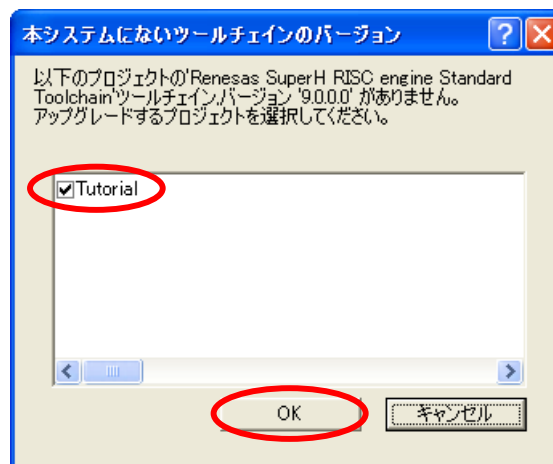 本システムにないツールチェインのバージョン
以下のプロジェクトの'Renesas SuperH RISC engine Standard
Toolchain'ツールチェイン,バージョン '9.0.0.0' がありません。
アップグレードするプロジェクトを選択してください。
Tutorial
OK キャンセル